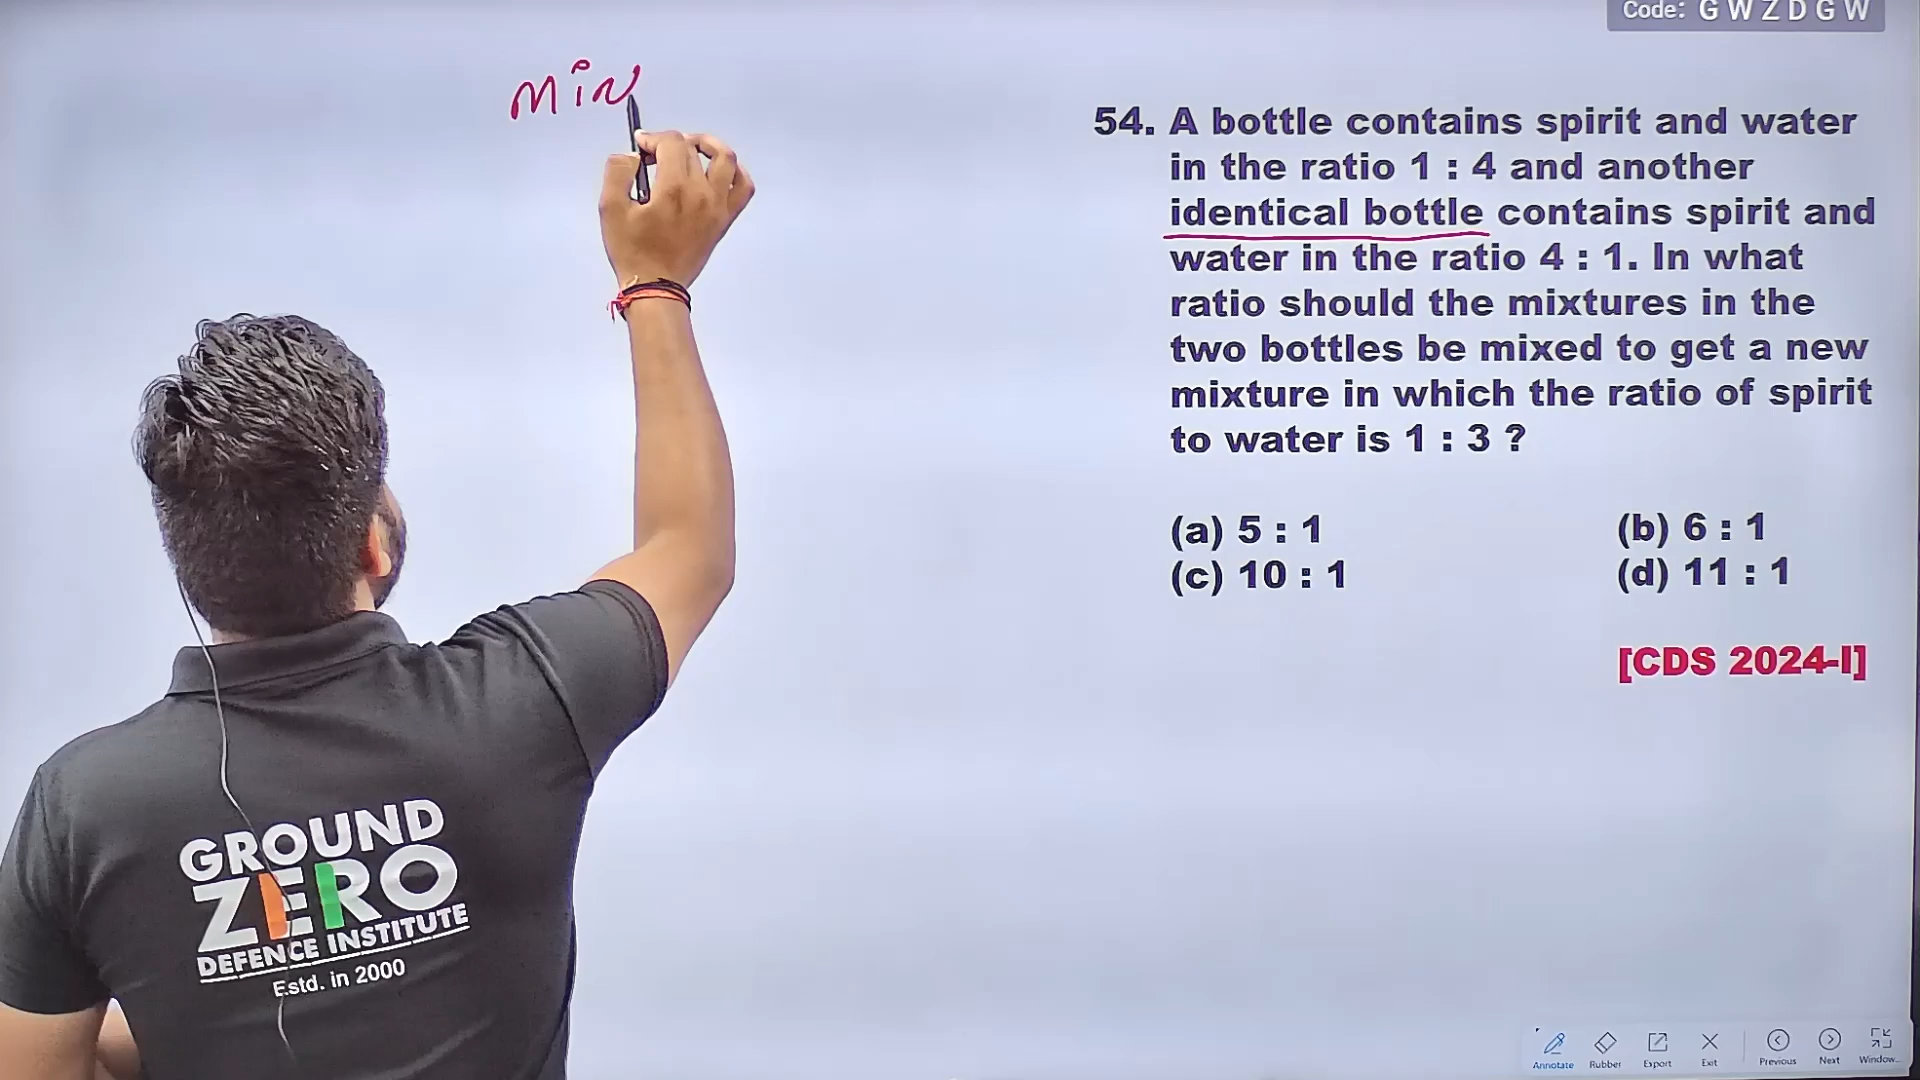 Code: G W Z D G W
Min
54. A bottle contains spirit and water
in the ratio 1 : 4 and another
identical bottle contains spirit and
water in the ratio 4 : 1. In what
ratio should the mixtures in the
two bottles be mixed to get a new
mixture in which the ratio of spirit
to water is 1 : 3 ?
(a) 5 : 1 (b) 6 : 1
(c) 10 : 1 (d) 11 : 1
[CDS 2024-I]
GROUND
ZERO
DEFENCE INSTITUTE
Estd. in 2000
Annotate Rubber Export Exit Previous Next Window...